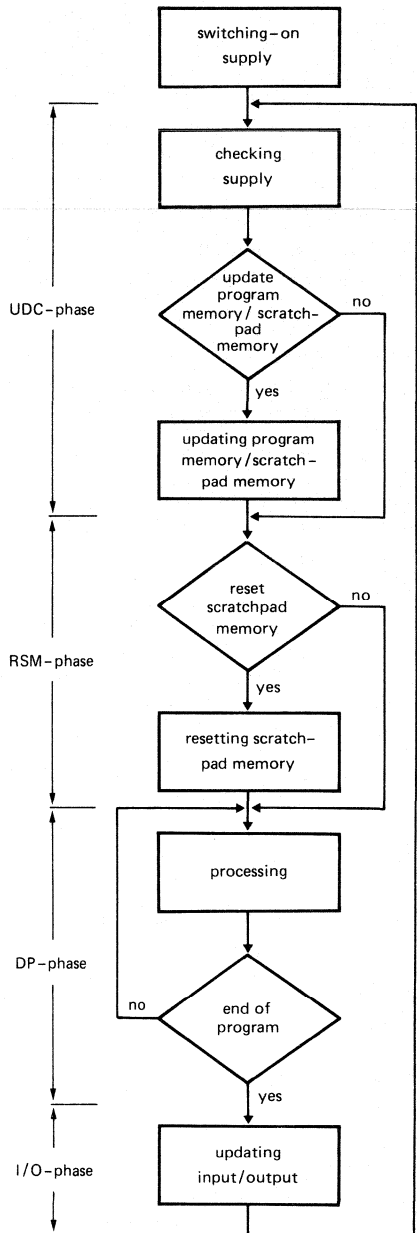 switching-on
supply
checking
supply
update
program
memory/ scratch-
pad
memory
no
UDC-phase
yes
updating program
memory/scratch-
pad memory
reset
scratchpad
memory
no
RSM-phase
yes
resetting scratch-
pad memory
processing
DP-phase
end of
program
no
yes
updating
input/output
I/O-phase